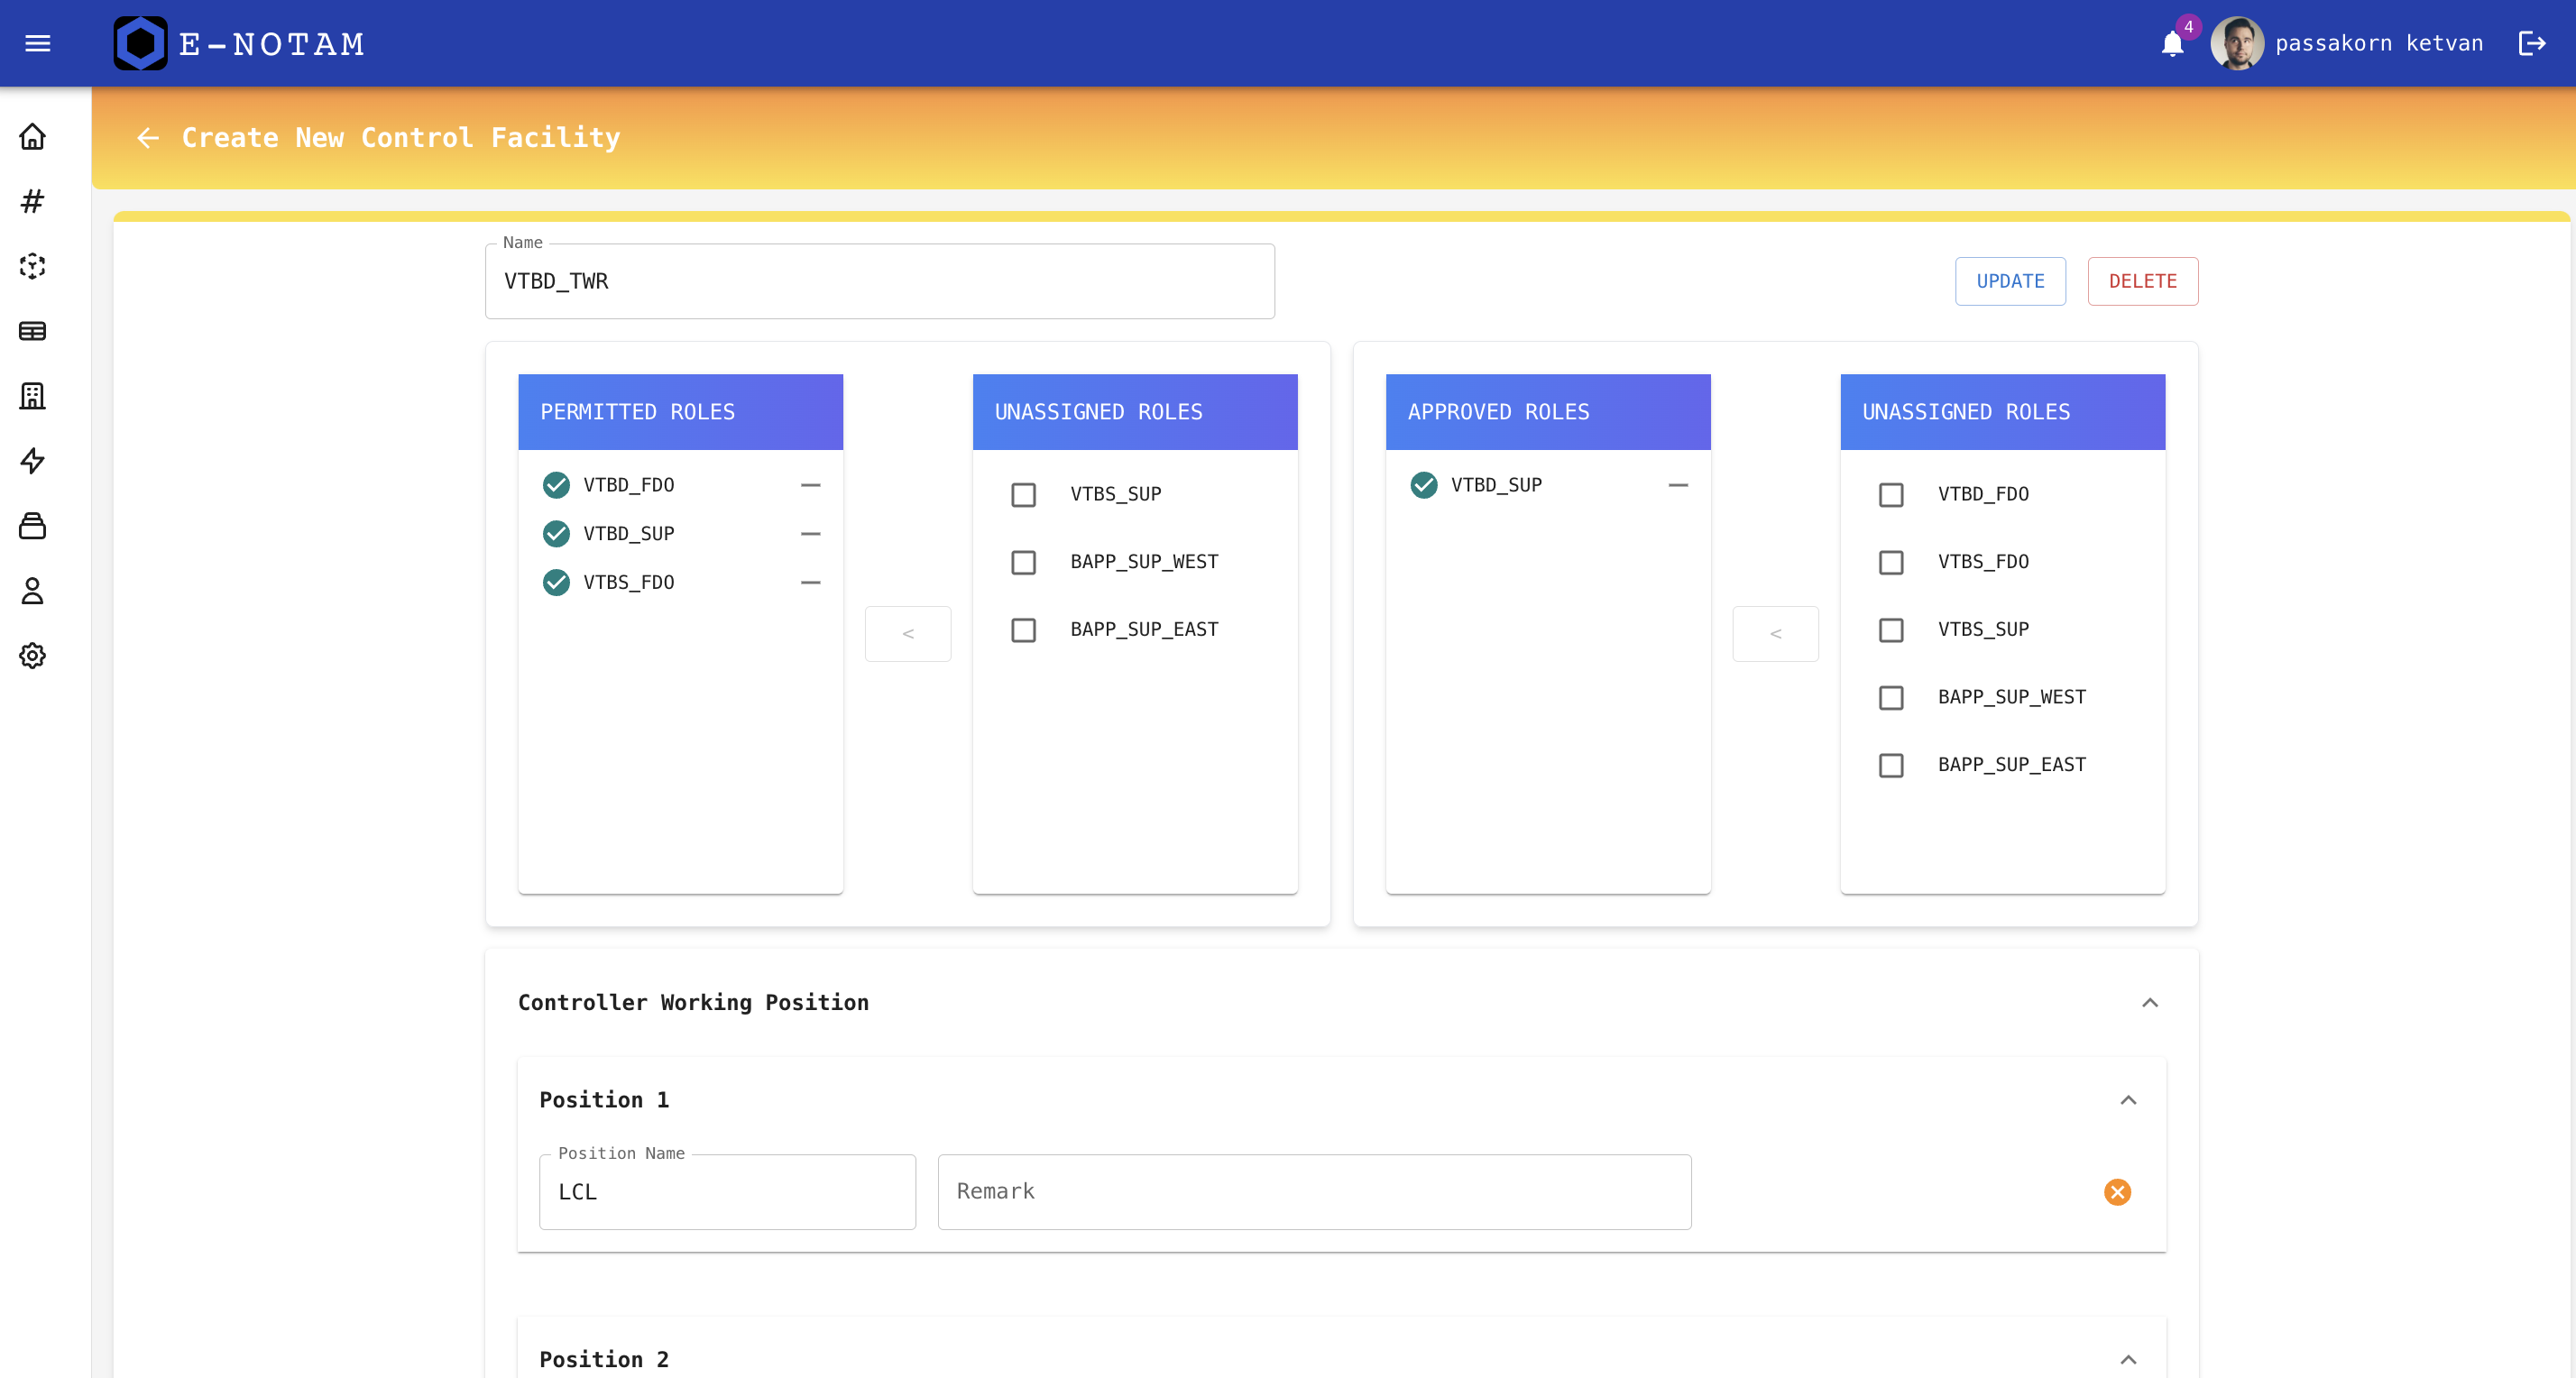 E-NOTAM
4
passakorn ketvan
Create New Control Facility
Name
VTBD_TWR
UPDATE
DELETE
PERMITTED ROLES
VTBD_FDO
VTBD_SUP
VTBS_FDO
<
UNASSIGNED ROLES
VTBS_SUP
BAPP_SUP_WEST
BAPP_SUP_EAST
APPROVED ROLES
VTBD_SUP
<
UNASSIGNED ROLES
VTBD_FDO
VTBS_FDO
VTBS_SUP
BAPP_SUP_WEST
BAPP_SUP_EAST
Controller Working Position
Position 1
Position Name
LCL
Remark
Position 2